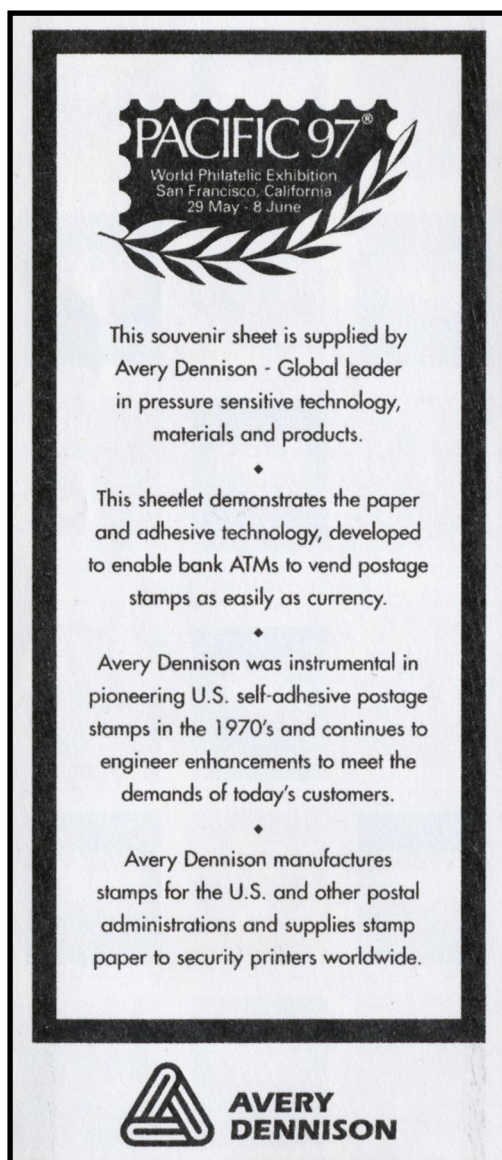 PACIFIC 97®
World Philatelic Exhibition
San Francisco, California
29 May - 8 June
This souvenir sheet is supplied by
Avery Dennison - Global leader
in pressure sensitive technology,
materials and products.
This sheetlet demonstrates the paper
and adhesive technology, developed
to enable bank ATMs to vend postage
stamps as easily as currency.
Avery Dennison was instrumental in
pioneering U.S. self-adhesive postage
stamps in the 1970's and continues to
engineer enhancements to meet the
demands of today's customers.
Avery Dennison manufactures
stamps for the U.S. and other postal
administrations and supplies stamp
paper to security printers worldwide.
AVERY
DENNISON